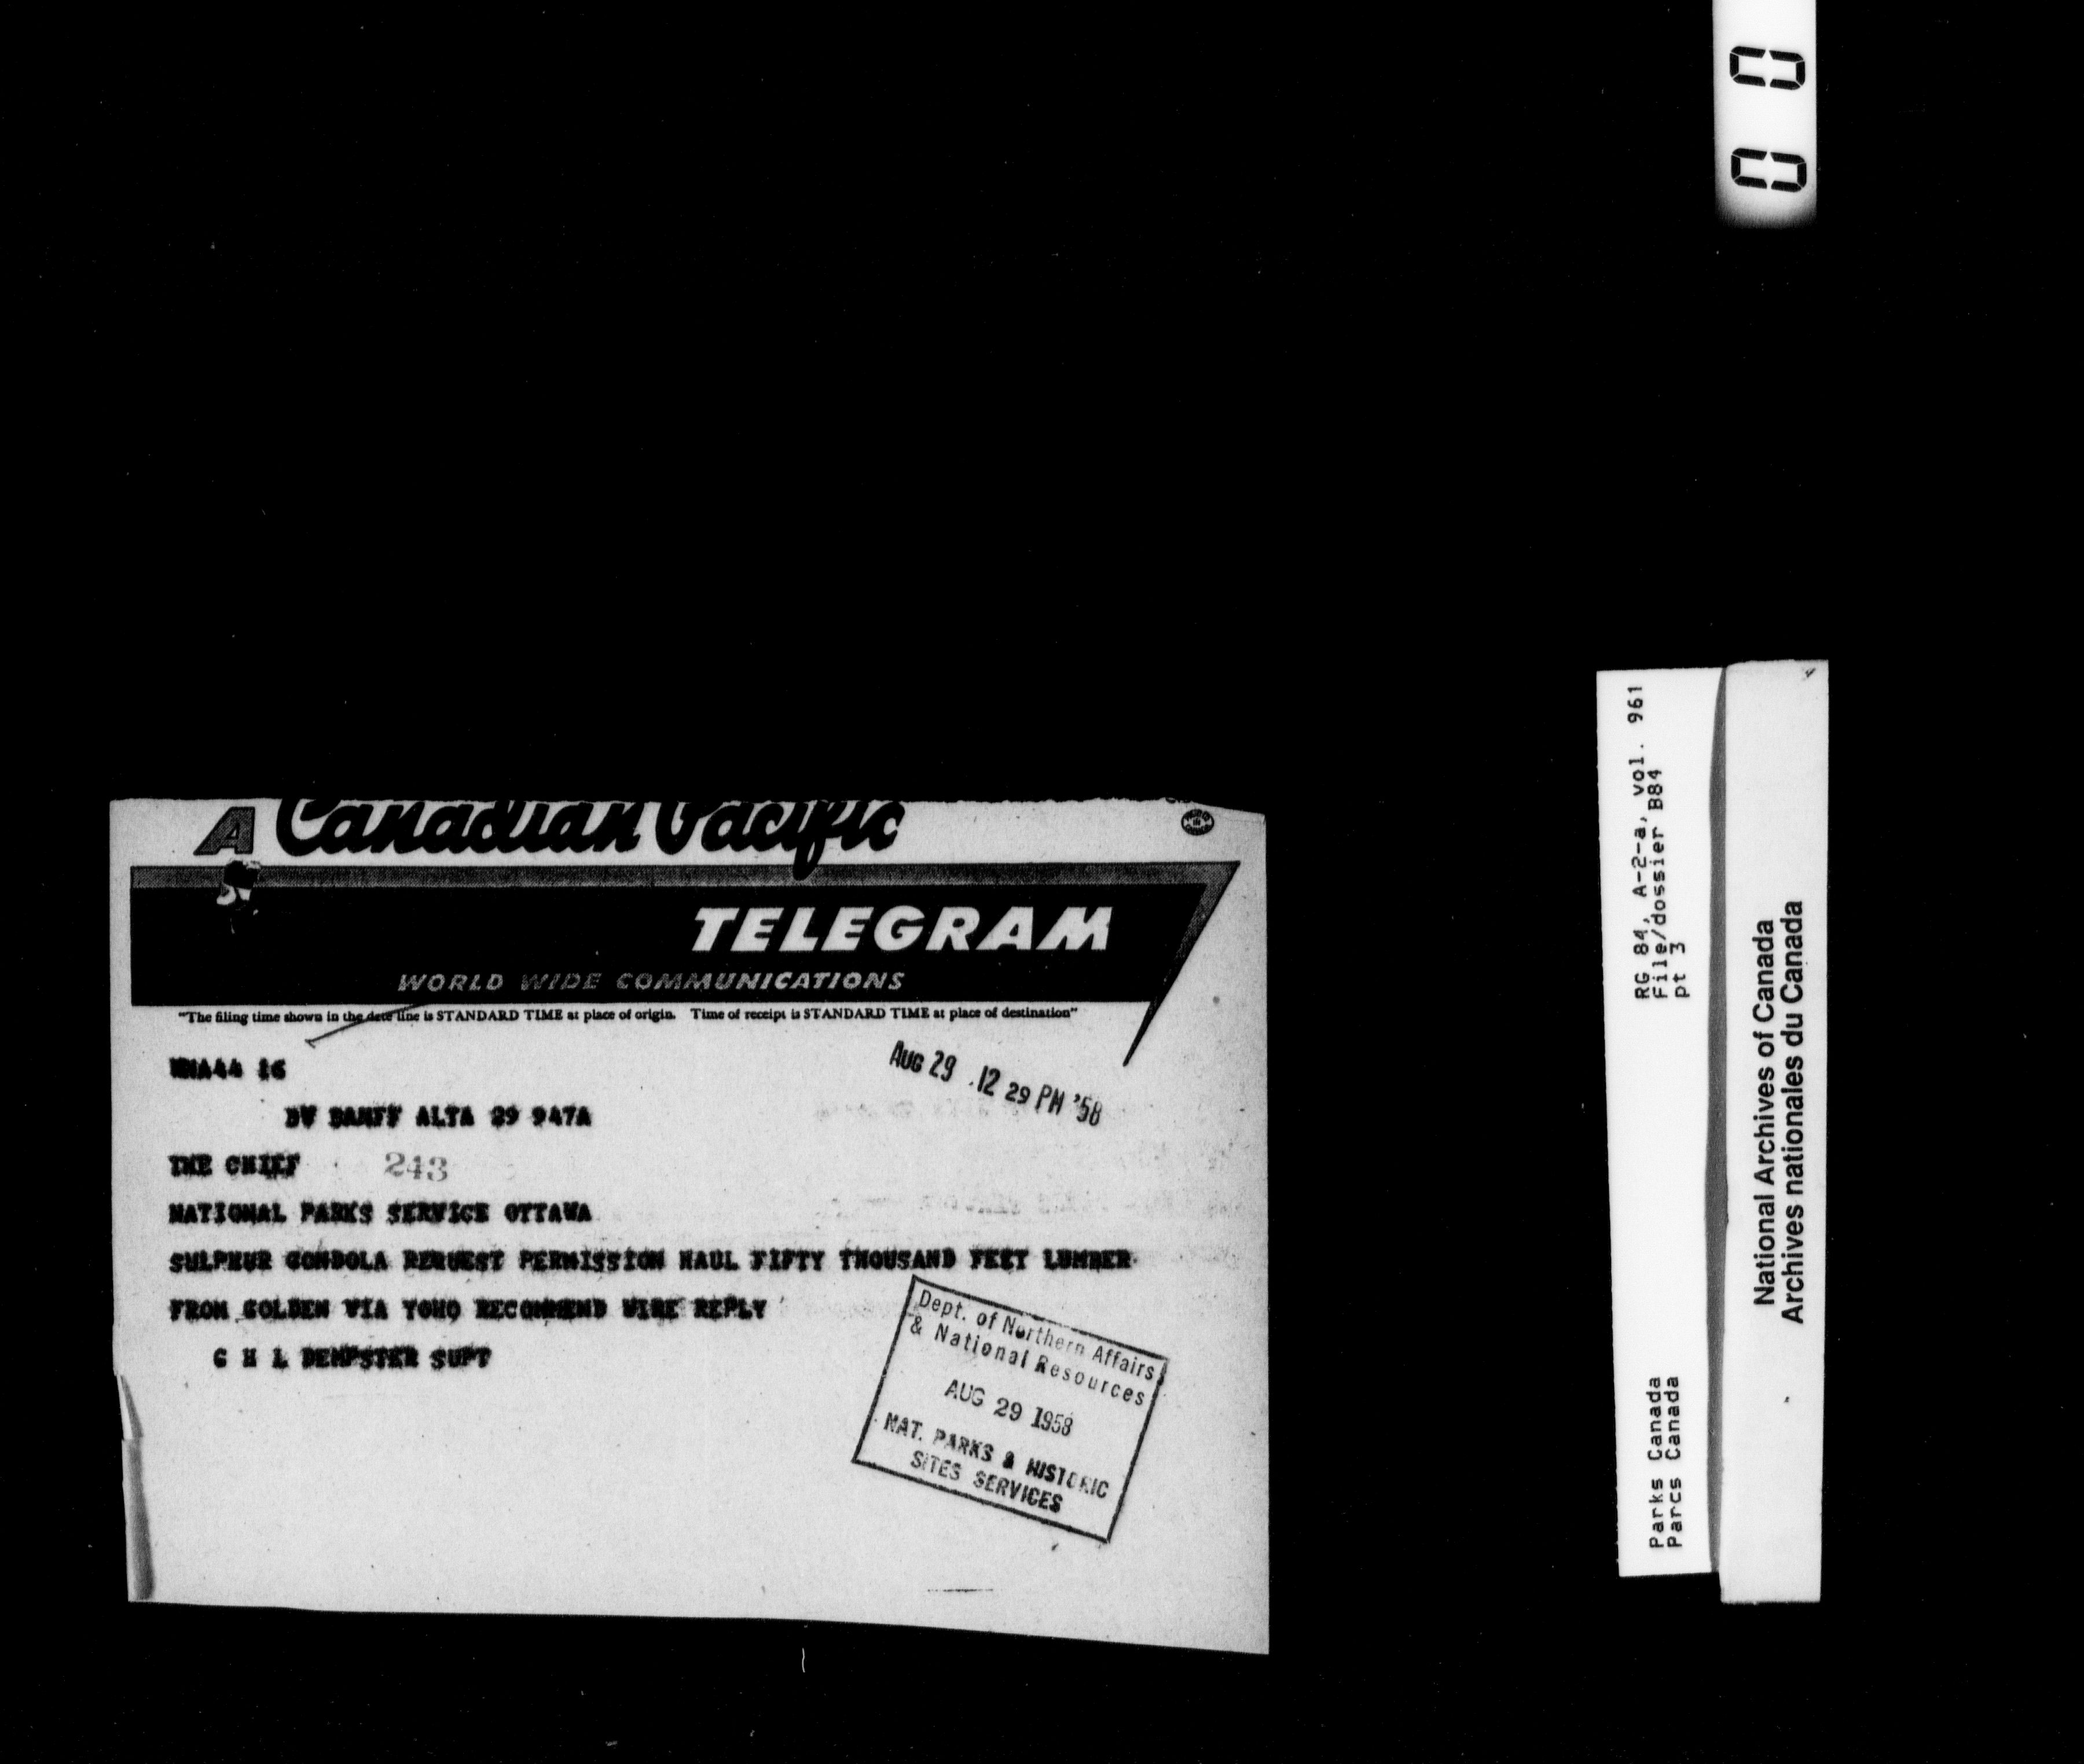 A Canadian Pacific
TELEGRAM
WORLD WIDE COMMUNICATIONS
"The filing time shown in the date line is STANDARD TIME at place of origin. Time of receipt is STANDARD TIME at place of destination"
AUG 29 12 29 PM '58
16
BANFF ALTA 29 947A
THE CHIEF 243
NATIONAL PARKS SERVICE OTTAWA
SULPHUR GONDOLA REQUEST PERMISSION HAUL FIFTY THOUSAND FEET LUMBER
FROM GOLDEN VIA YOHO RECOMMEND WIRE REPLY
G H L DEMPSTER SUPT
Dept. of Northern Affairs
& National Resources
AUG 29 1958
NAT. PARKS & HISTORIC
SITES SERVICES
00
RG 84, A-2-a, vol. 961
File/dossier B84
pt 3
Parks Canada
Parcs Canada
National Archives of Canada
Archives nationales du Canada